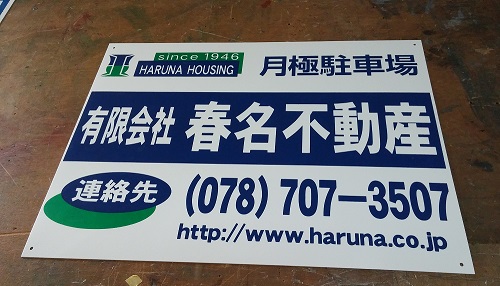 since 1946
HARUNA HOUSING
月極駐車場
有限会社 春名不動産
連絡先 (078) 707-3507
http://www.haruna.co.jp